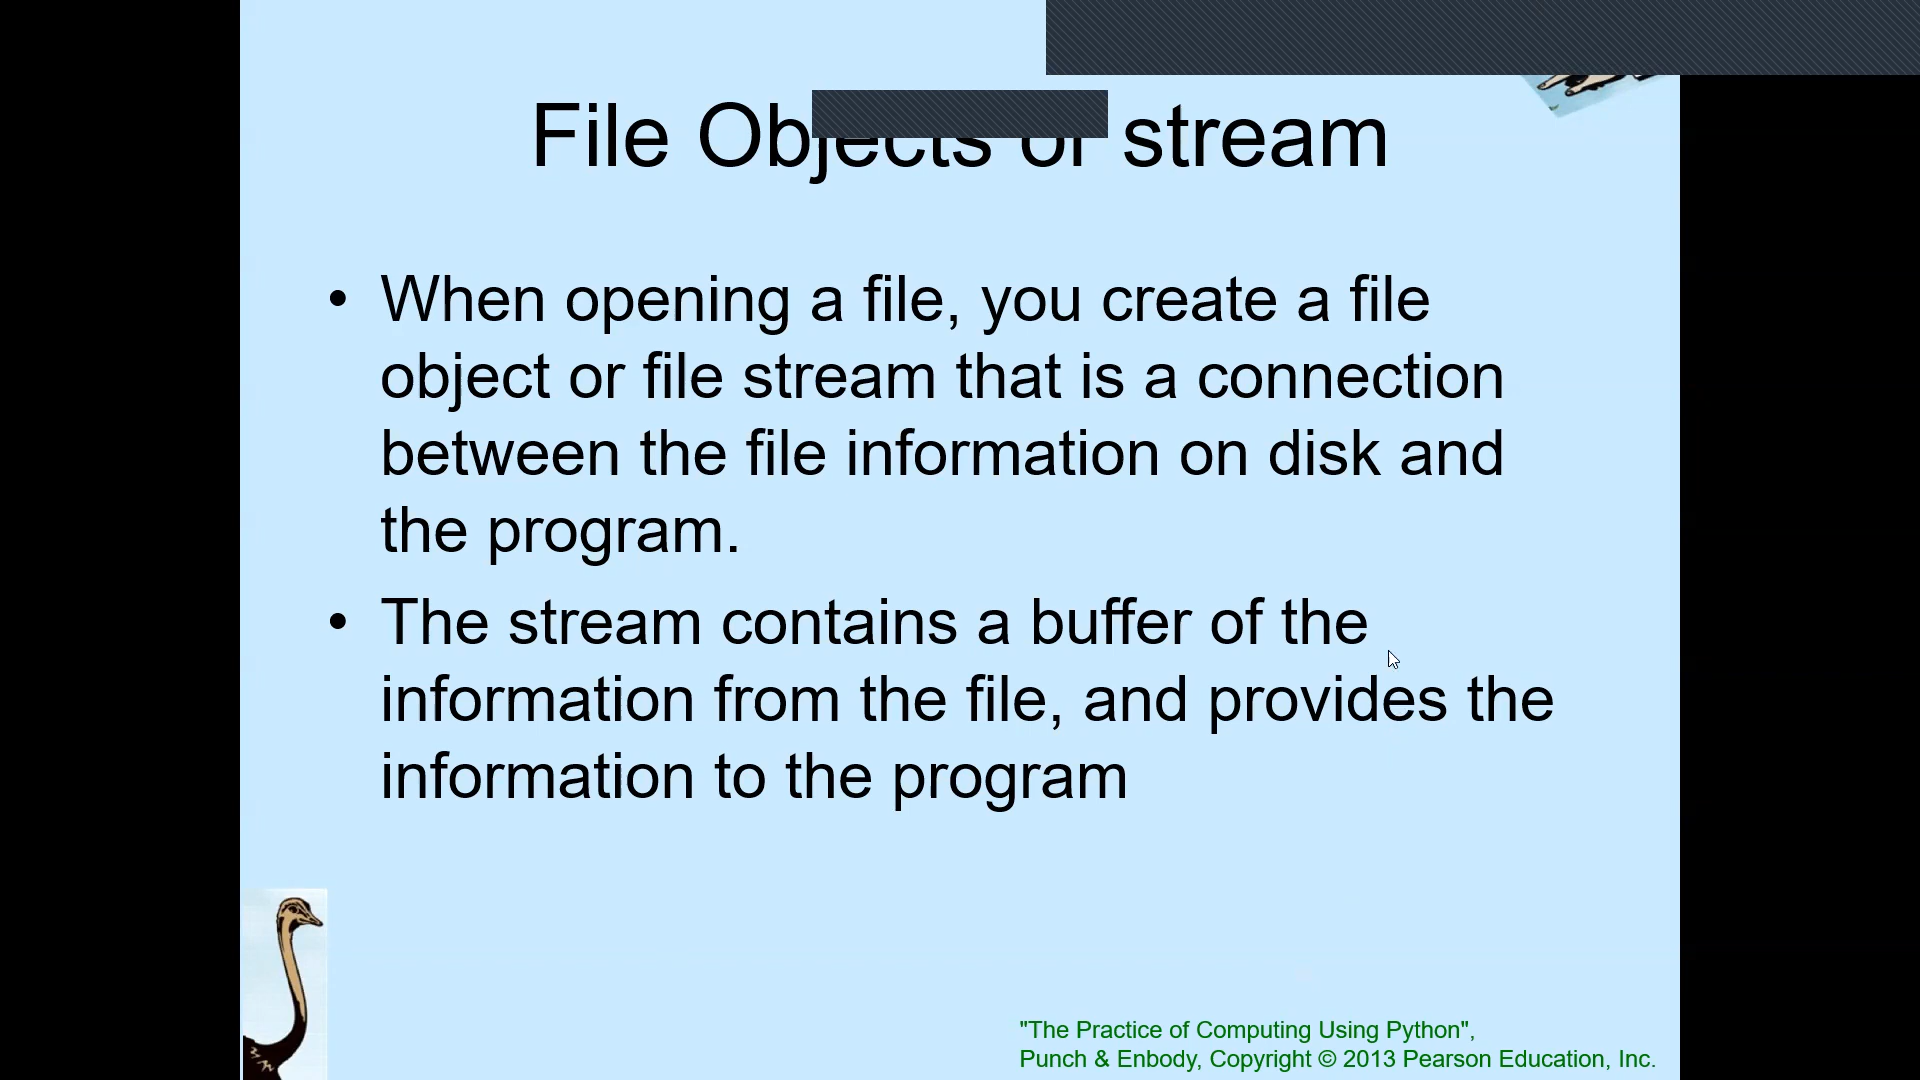 File Objects or stream
• When opening a file, you create a file
object or file stream that is a connection
between the file information on disk and
the program.
• The stream contains a buffer of the
information from the file, and provides the
information to the program
"The Practice of Computing Using Python",
Punch & Enbody, Copyright © 2013 Pearson Education, Inc.